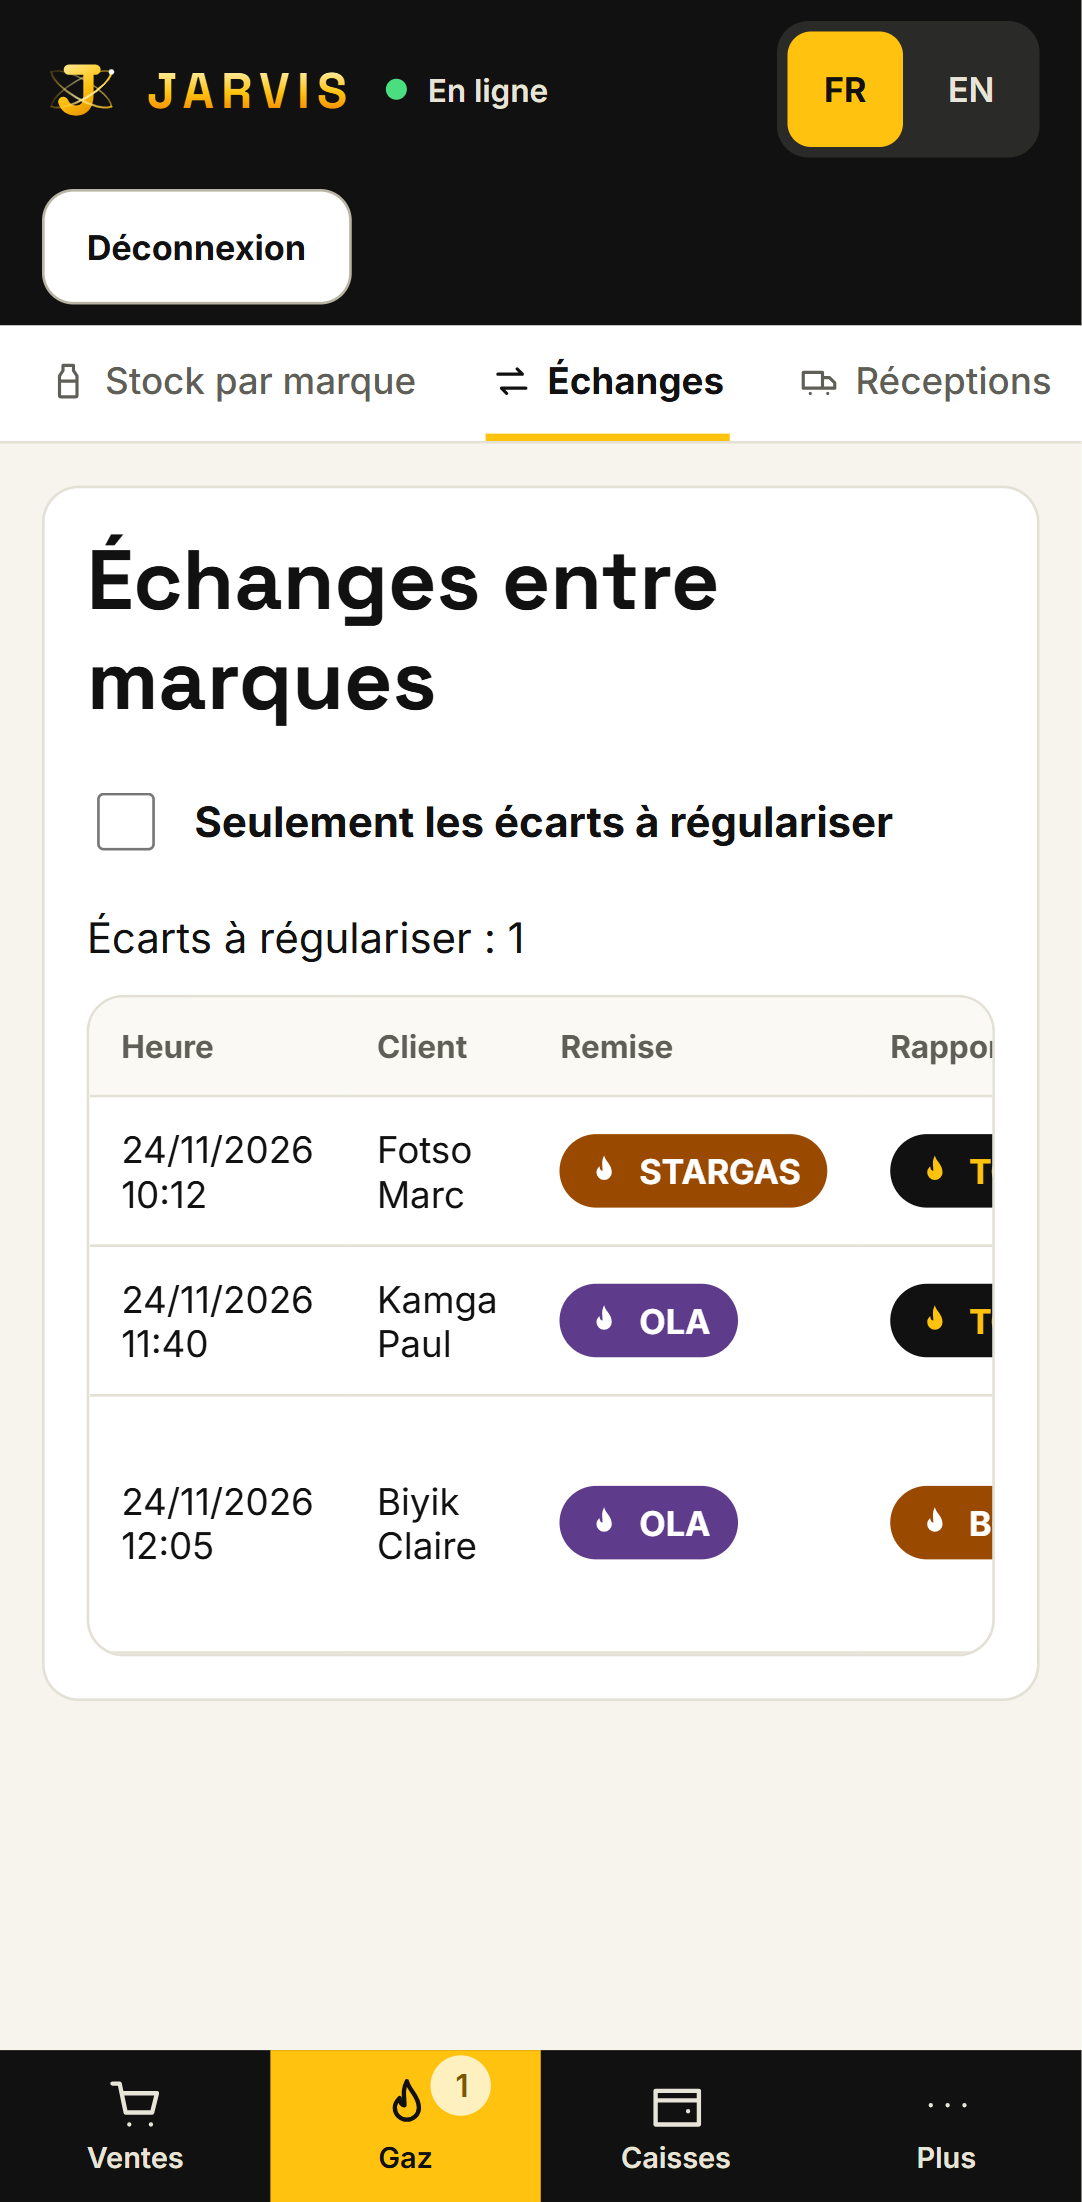 JARVIS
En ligne
FR
EN
Déconnexion
Stock par marque
Échanges
Réceptions
Échanges entre
marques
Seulement les écarts à régulariser
Écarts à régulariser : 1
Heure
Client
Remise
24/11/2026
10:12
Fotso
Marc
STARGAS
24/11/2026
11:40
Kamga
Paul
OLA
24/11/2026
12:05
Biyik
Claire
OLA
1
Ventes
Gaz
Caisses
Plus